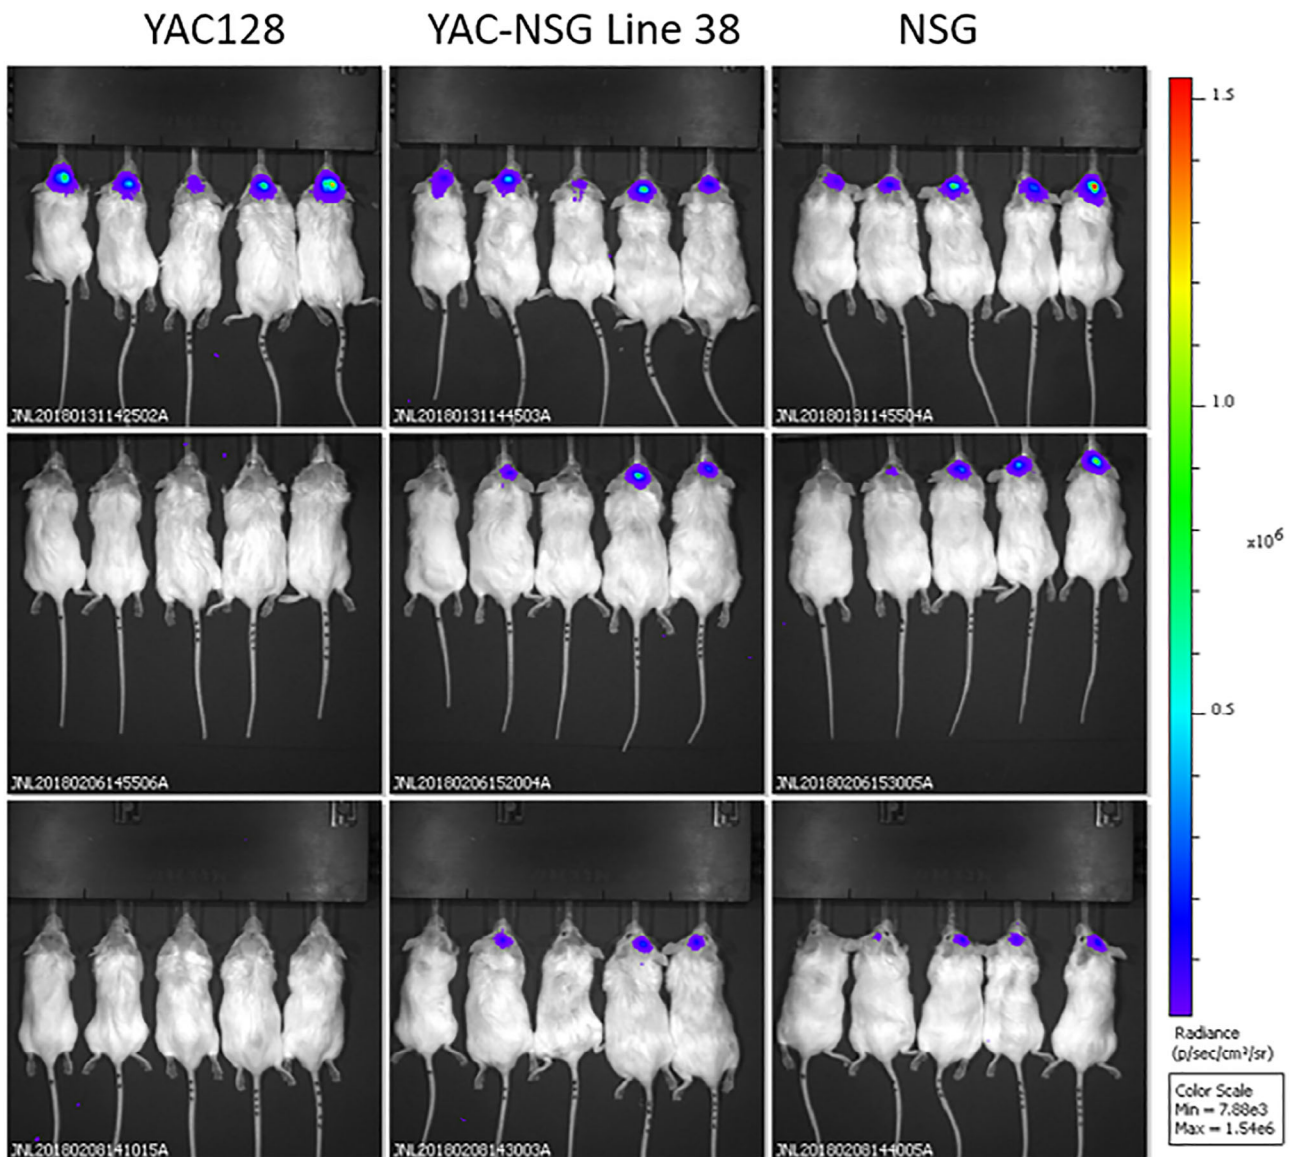 YAC128
YAC-NSG Line 38
NSG
JNL20180131142502A
JNL20180131144503A
JNL20180131145504A
JNL20180206145506A
JNL20180206152004A
JNL20180206153005A
JNL20180208141015A
JNL20180208143003A
JNL20180208144005A
1.5
1.0
x10⁶
0.5
Radiance
(p/sec/cm²/sr)
Color Scale
Min = 7.88e3
Max = 1.54e6